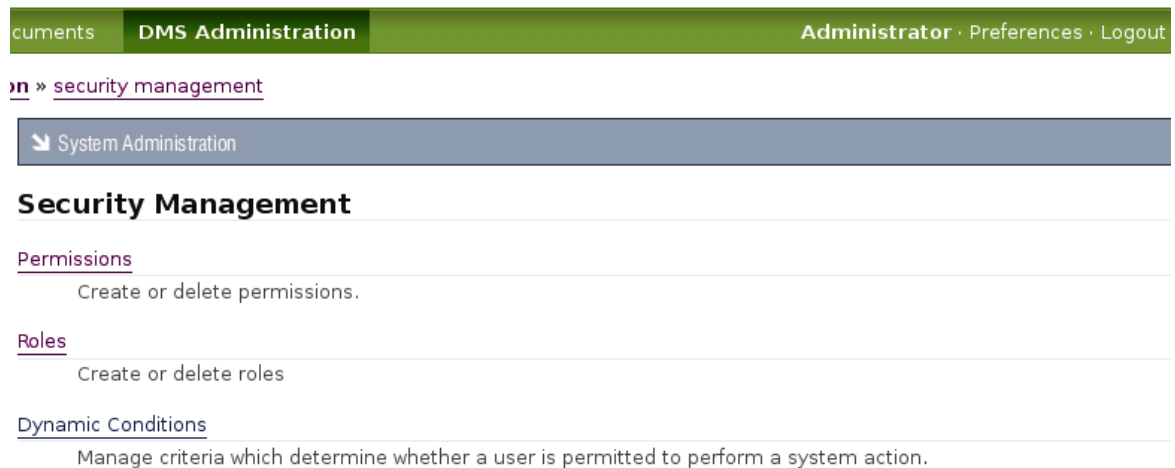 cuments DMS Administration Administrator · Preferences · Logout
on » security management
System Administration
Security Management
Permissions
Create or delete permissions.
Roles
Create or delete roles
Dynamic Conditions
Manage criteria which determine whether a user is permitted to perform a system action.